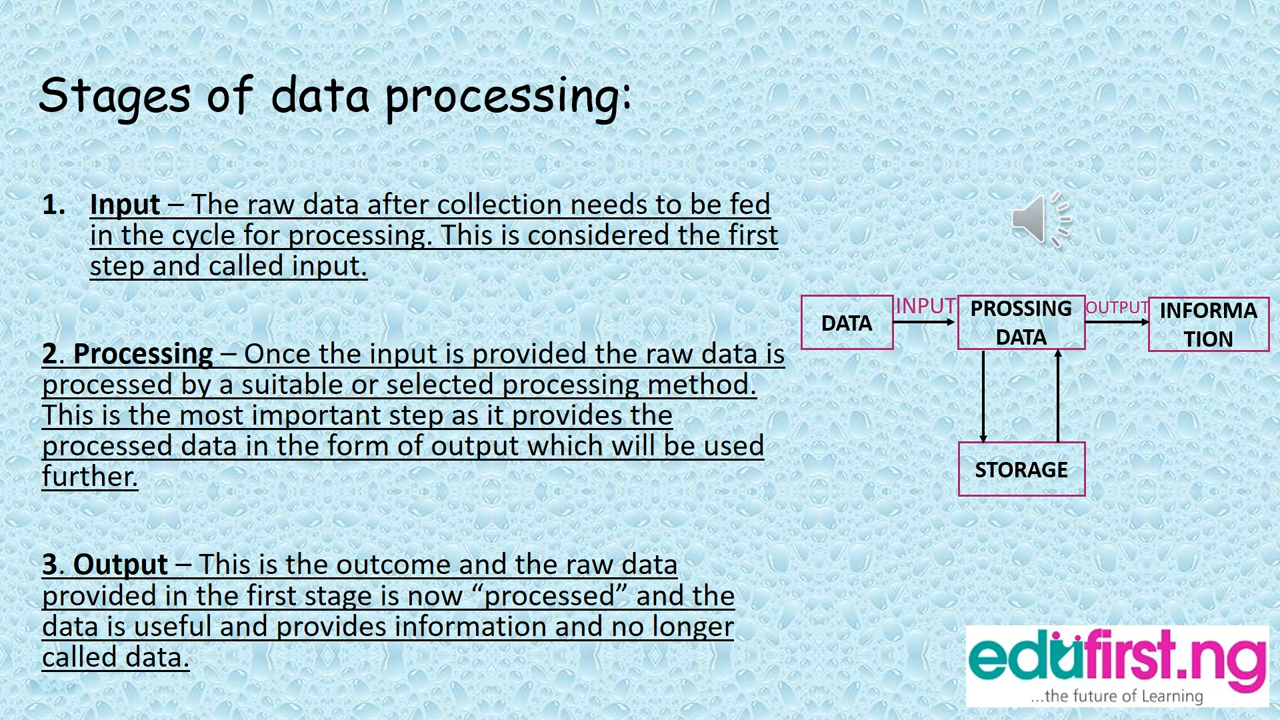 Stages of data processing:
1. Input – The raw data after collection needs to be fed
in the cycle for processing. This is considered the first
step and called input.
2. Processing – Once the input is provided the raw data is
processed by a suitable or selected processing method.
This is the most important step as it provides the
processed data in the form of output which will be used
further.
3. Output – This is the outcome and the raw data
provided in the first stage is now “processed” and the
data is useful and provides information and no longer
called data.
DATA
INPUT
PROSSING
DATA
OUTPUT
INFORMA
TION
STORAGE
edufirst.ng
...the future of Learning